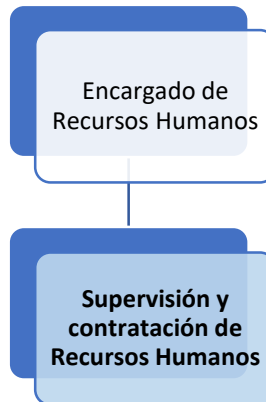 Encargado de
Recursos Humanos
Supervisión y
contratación de
Recursos Humanos